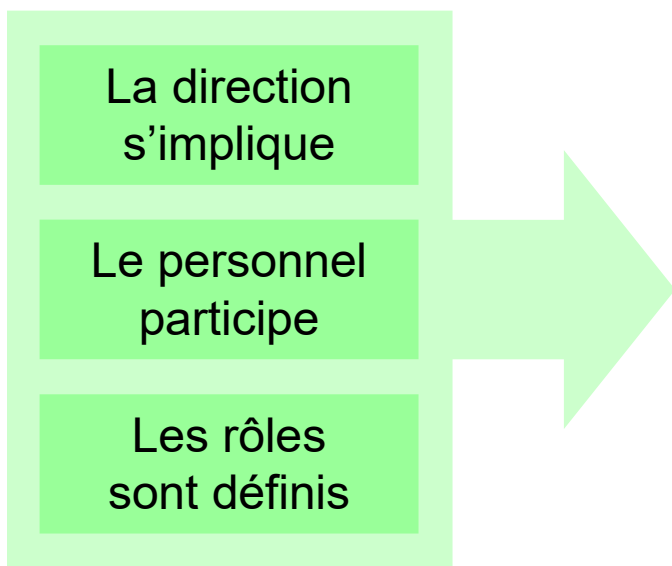 La direction
s’implique
Le personnel
participe
Les rôles
sont définis